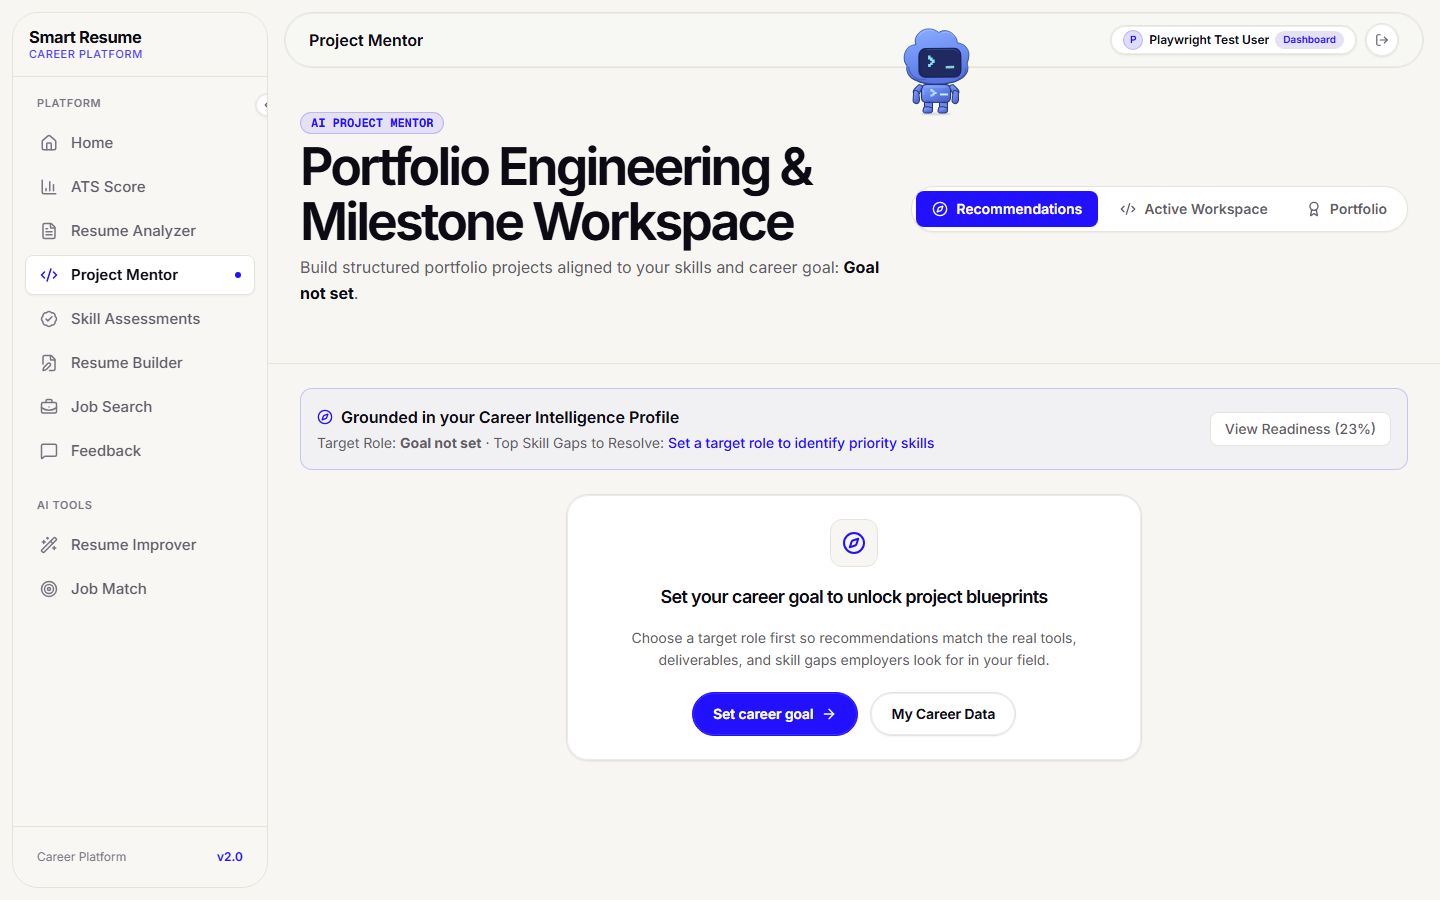 Smart Resume
CAREER PLATFORM
PLATFORM
Home
ATS Score
Resume Analyzer
Project Mentor
Skill Assessments
Resume Builder
Job Search
Feedback
AI TOOLS
Resume Improver
Job Match
Career Platform
v2.0
Project Mentor
P
Playwright Test User
Dashboard
AI PROJECT MENTOR
Portfolio Engineering &
Milestone Workspace
Build structured portfolio projects aligned to your skills and career goal: Goal
not set.
Recommendations
Active Workspace
Portfolio
Grounded in your Career Intelligence Profile
Target Role: Goal not set · Top Skill Gaps to Resolve: Set a target role to identify priority skills
View Readiness (23%)
Set your career goal to unlock project blueprints
Choose a target role first so recommendations match the real tools,
deliverables, and skill gaps employers look for in your field.
Set career goal
My Career Data